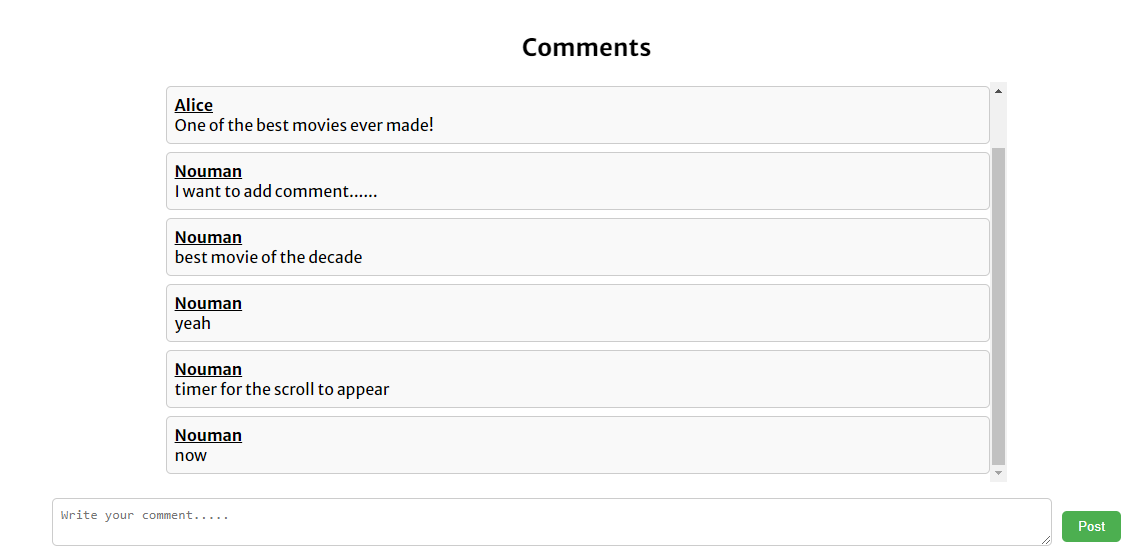 Comments
Alice
One of the best movies ever made!
Nouman
I want to add comment......
Nouman
best movie of the decade
Nouman
yeah
Nouman
timer for the scroll to appear
Nouman
now
Write your comment.....
Post